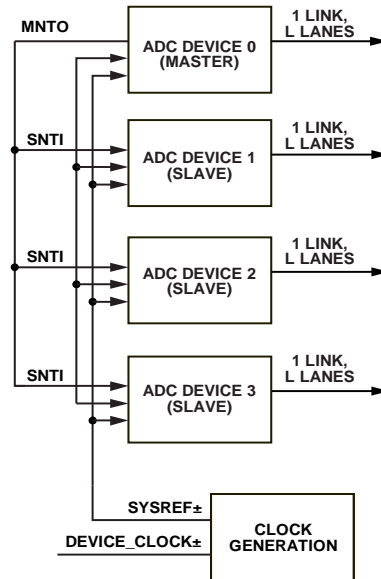 MNTO
ADC DEVICE 0
(MASTER)
1 LINK,
L LANES
SNTI
ADC DEVICE 1
(SLAVE)
1 LINK,
L LANES
SNTI
ADC DEVICE 2
(SLAVE)
1 LINK,
L LANES
SNTI
ADC DEVICE 3
(SLAVE)
1 LINK,
L LANES
SYSREF±
DEVICE_CLOCK±
CLOCK
GENERATION